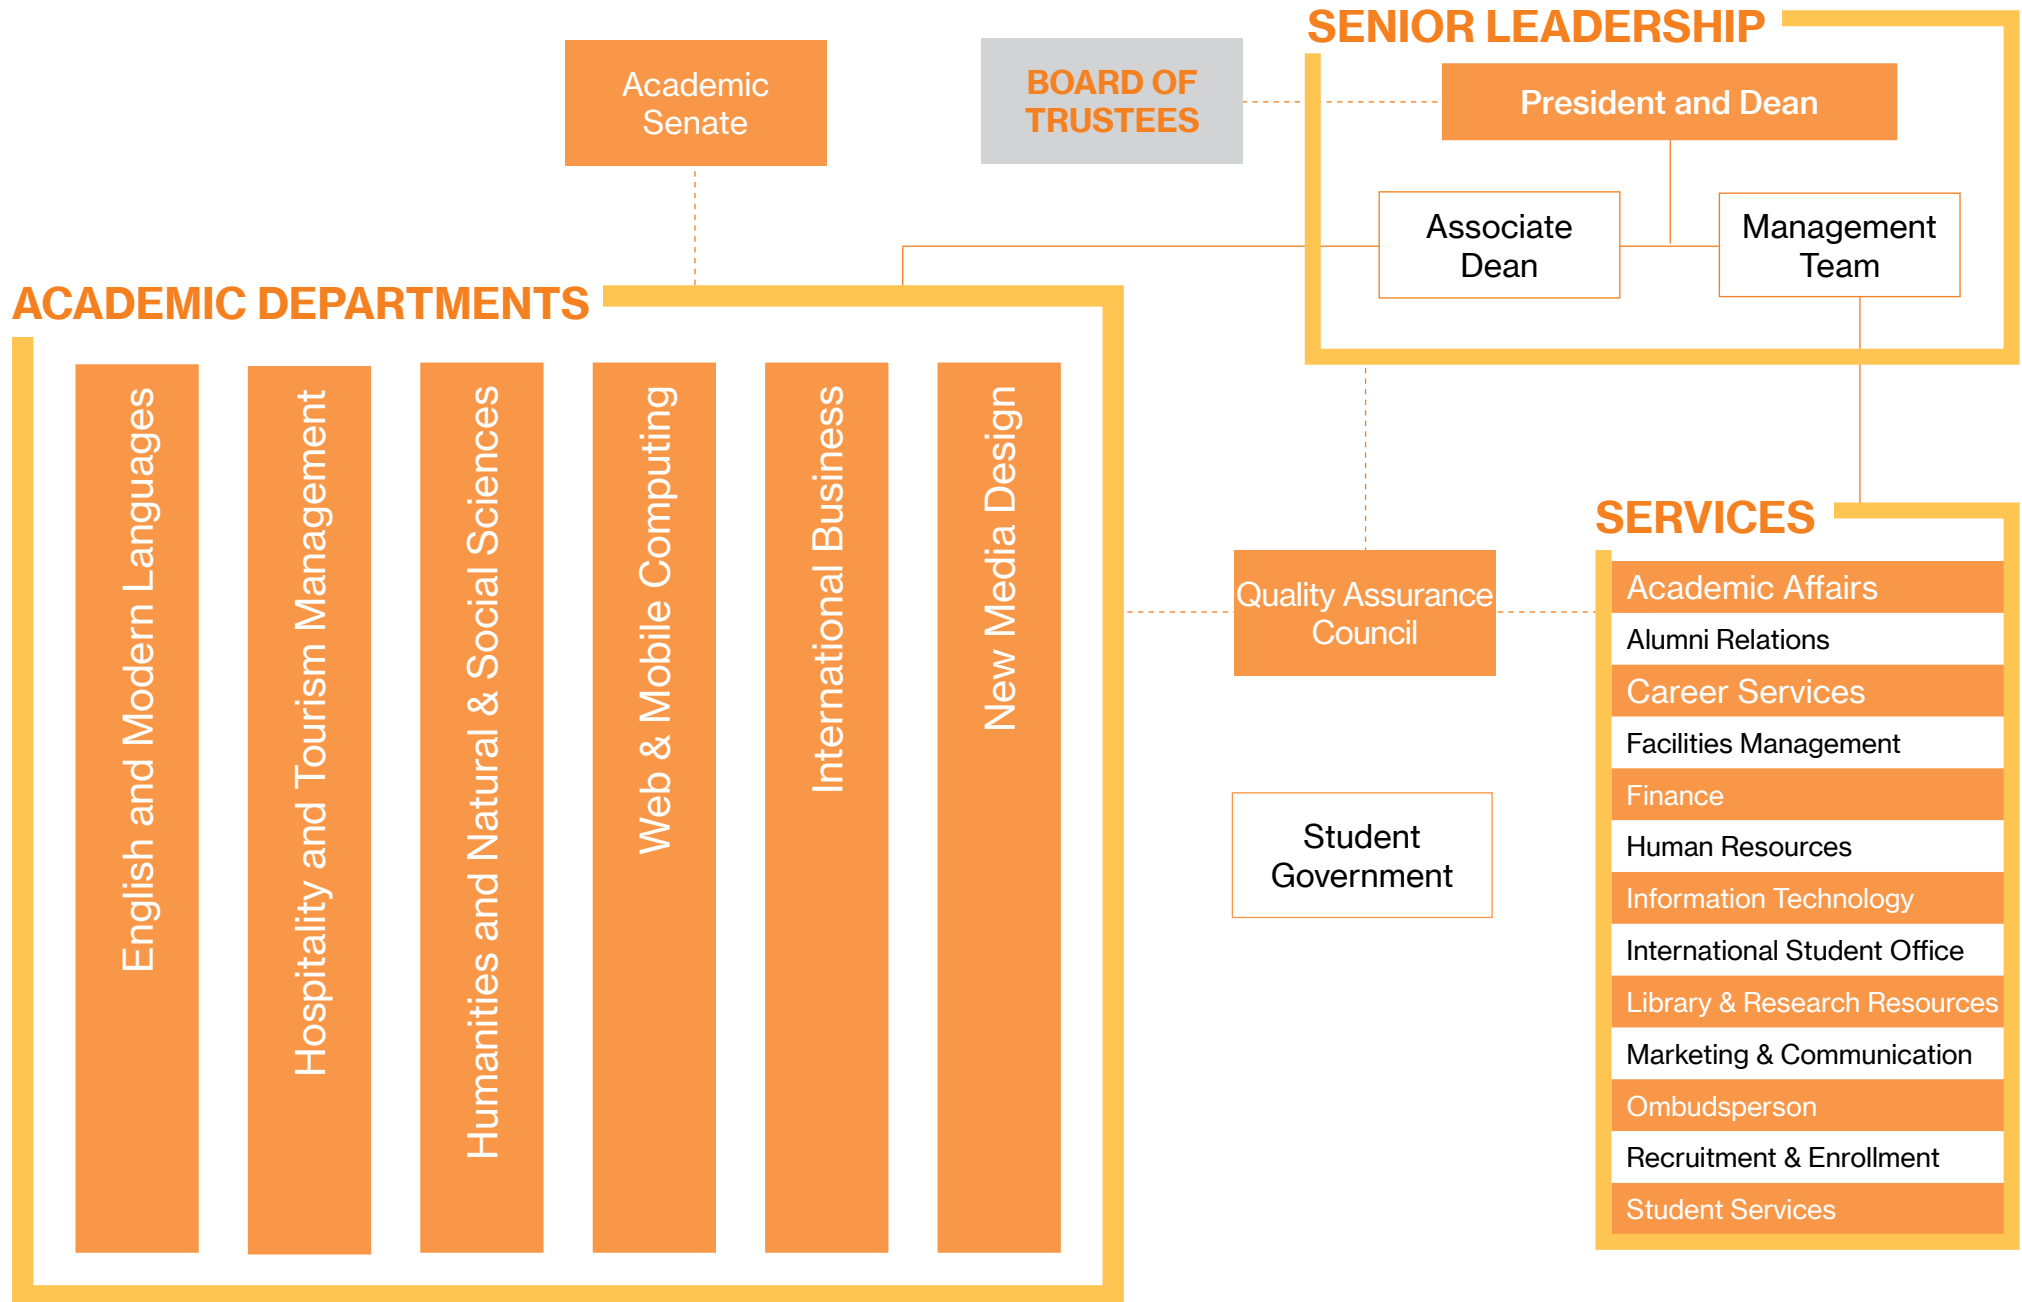 SENIOR LEADERSHIP
Academic
Senate
BOARD OF
TRUSTEES
President and Dean
Associate
Dean
Management
Team
ACADEMIC DEPARTMENTS
English and Modern Languages
Hospitality and Tourism Management
Humanities and Natural & Social Sciences
Web & Mobile Computing
International Business
New Media Design
Quality Assurance
Council
Student
Government
SERVICES
Academic Affairs
Alumni Relations
Career Services
Facilities Management
Finance
Human Resources
Information Technology
International Student Office
Library & Research Resources
Marketing & Communication
Ombudsperson
Recruitment & Enrollment
Student Services